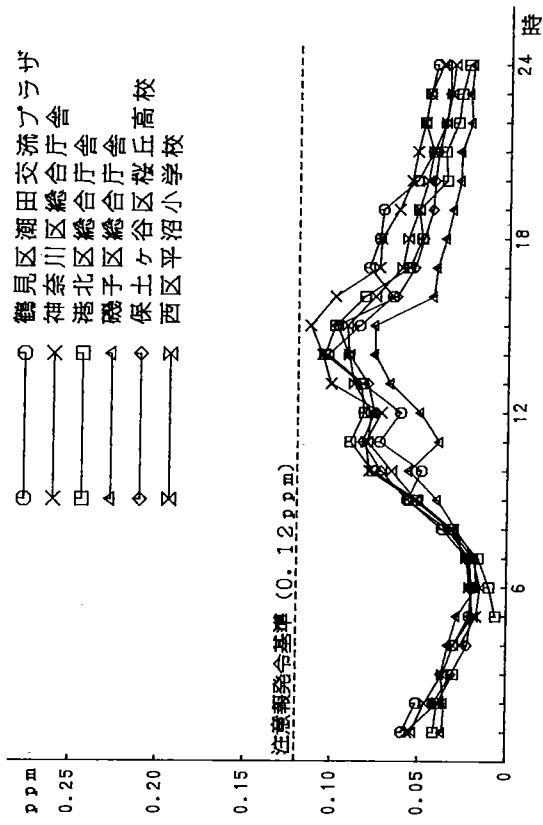 ppm
0.25
0.20
0.15
0.10
0.05
0
鶴見区潮田交流プラザ
神奈川区総合庁舎
港北区総合庁舎
磯子区総合庁舎
保土ヶ谷区桜丘高校
西区平沼小学校
注意報発令基準 (0.12ppm)
6
12
18
24
時